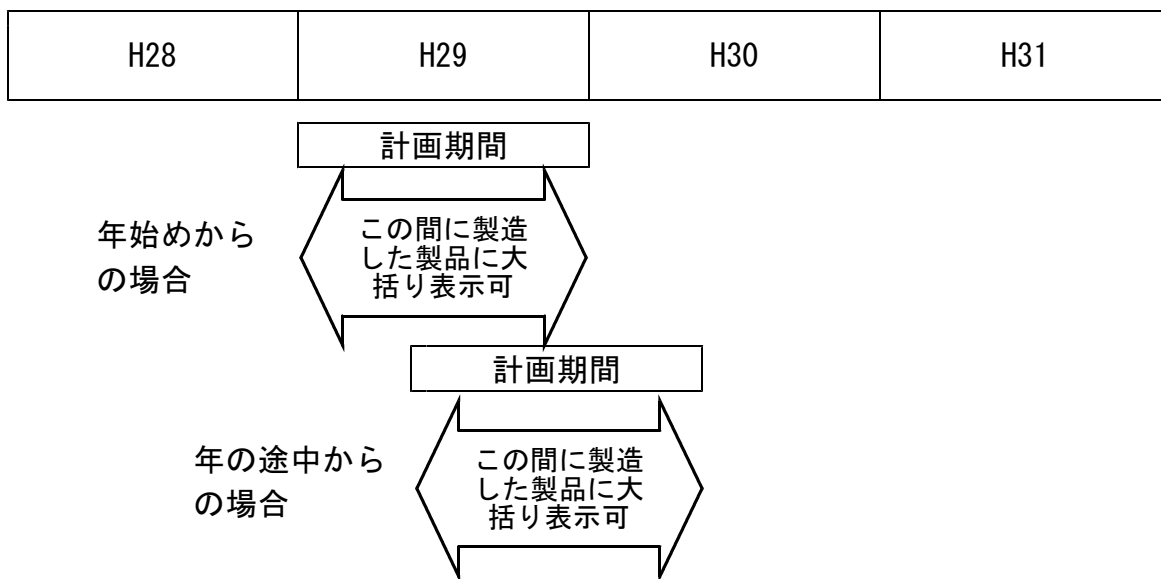 H28 H29 H30 H31
計画期間
年始めから
の場合
この間に製造
した製品に大
括り表示可
計画期間
年の途中から
の場合
この間に製造
した製品に大
括り表示可